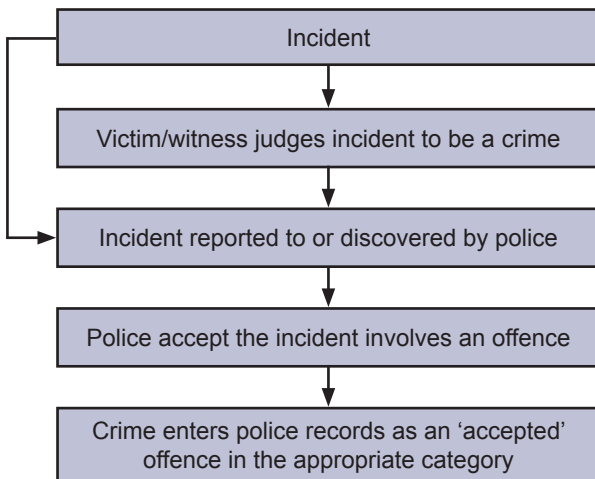 Incident
Victim/witness judges incident to be a crime
Incident reported to or discovered by police
Police accept the incident involves an offence
Crime enters police records as an ‘accepted’
offence in the appropriate category